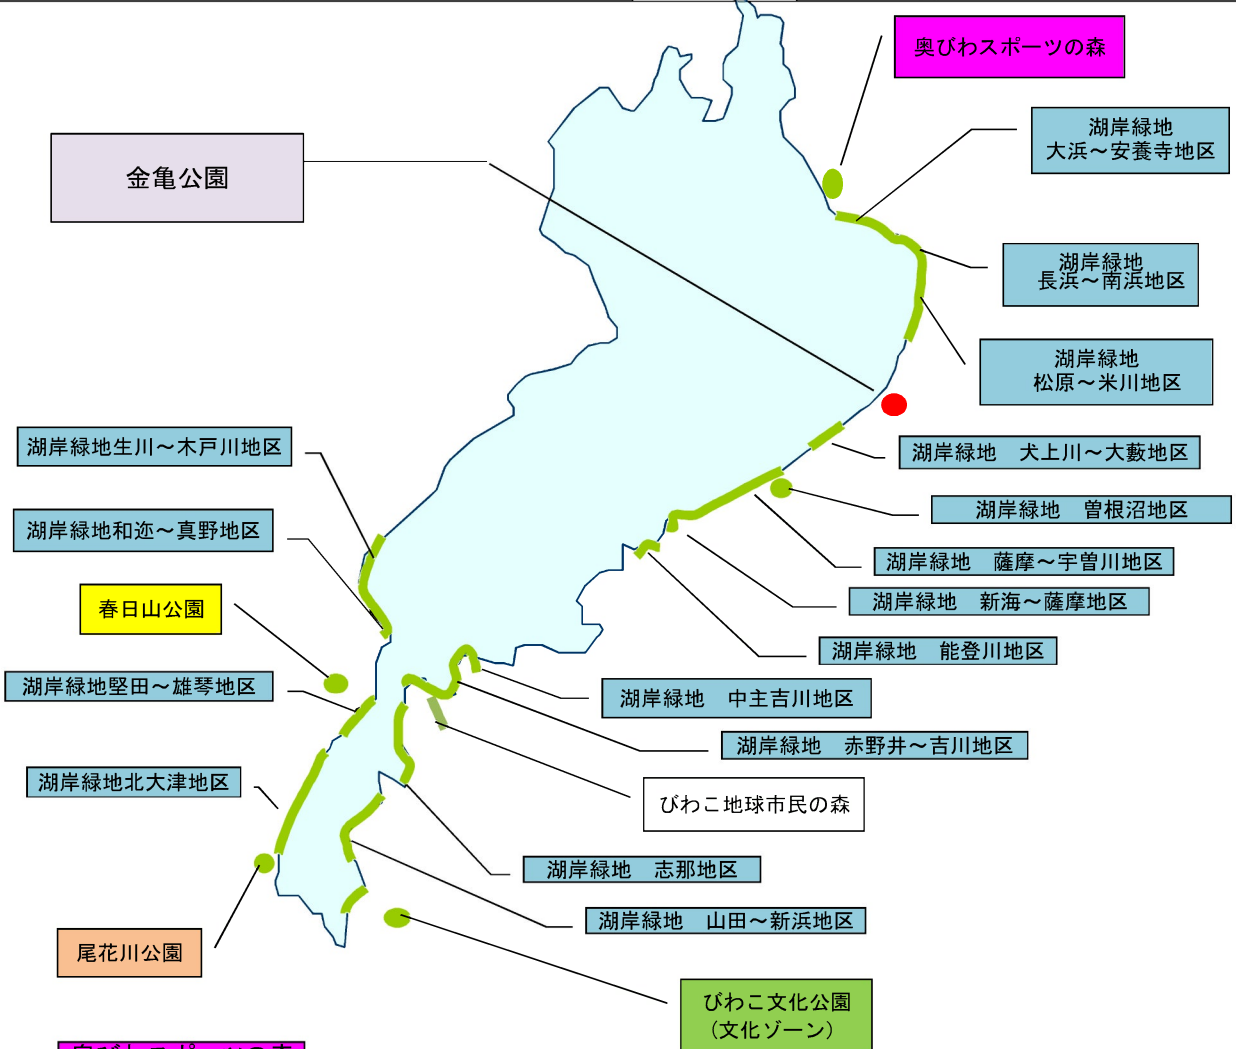 奥びわスポーツの森
湖岸緑地
大浜～安養寺地区
金亀公園
湖岸緑地
長浜～南浜地区
湖岸緑地
松原～米川地区
湖岸緑地生川～木戸川地区
湖岸緑地　犬上川～大藪地区
湖岸緑地　曽根沼地区
湖岸緑地和迩～真野地区
湖岸緑地　薩摩～宇曽川地区
春日山公園
湖岸緑地　新海～薩摩地区
湖岸緑地　能登川地区
湖岸緑地堅田～雄琴地区
湖岸緑地　中主吉川地区
湖岸緑地　赤野井～吉川地区
湖岸緑地北大津地区
びわこ地球市民の森
湖岸緑地　志那地区
湖岸緑地　山田～新浜地区
尾花川公園
びわこ文化公園
（文化ゾーン）
奥びわスポーツの森